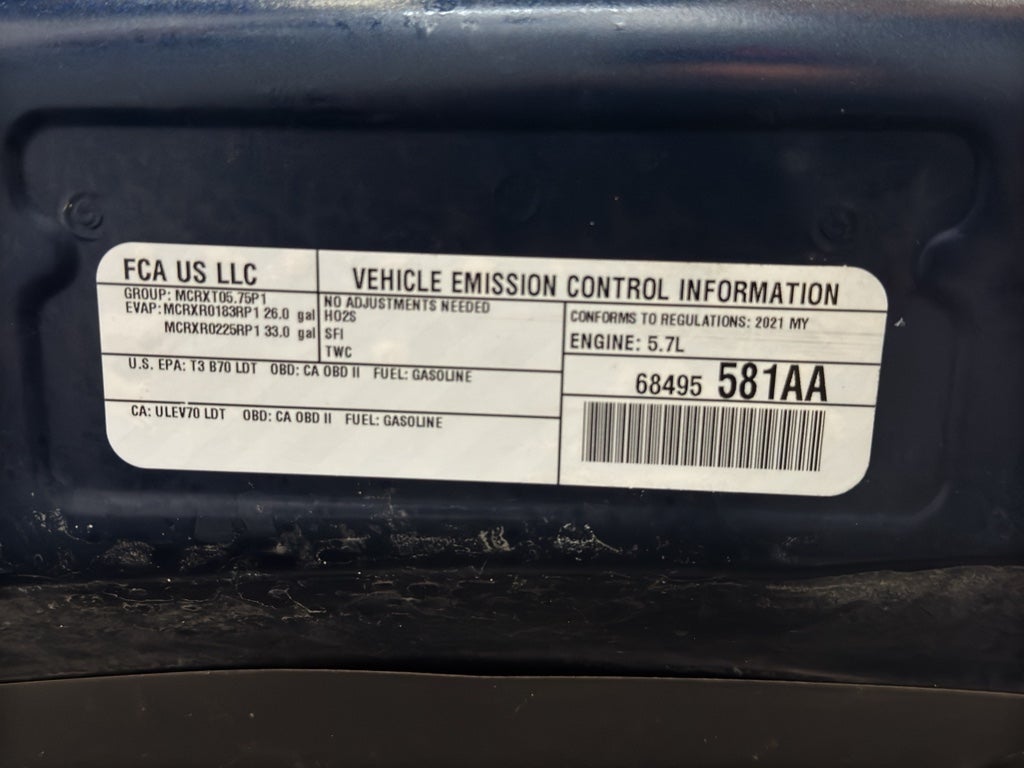 FCA US LLC
VEHICLE EMISSION CONTROL INFORMATION
GROUP: MCRXT05.75P1
EVAP: MCRXR0183RP1 26.0 gal
MCRXR0225RP1 33.0 gal
NO ADJUSTMENTS NEEDED
HO2S
SFI
TWC
CONFORMS TO REGULATIONS: 2021 MY
ENGINE: 5.7L
U.S. EPA: T3 B70 LDT OBD: CA OBD II FUEL: GASOLINE
68495 581AA
CA: ULEV70 LDT OBD: CA OBD II FUEL: GASOLINE